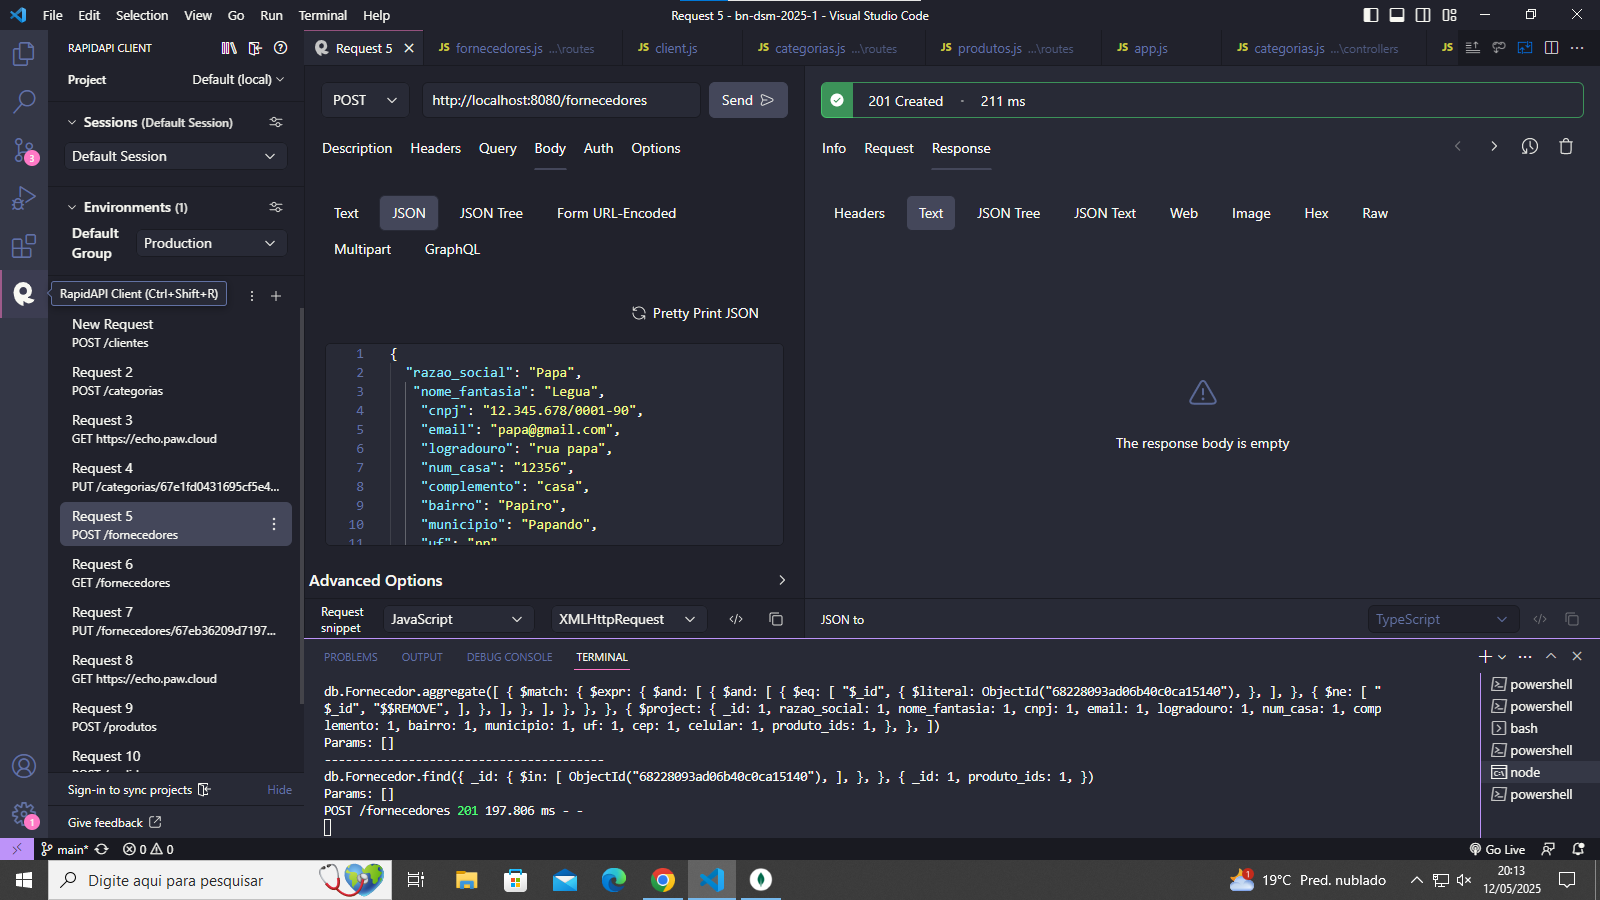 File Edit Selection View Go Run Terminal Help
Request 5 - bn-dsm-2025-1 - Visual Studio Code
RAPIDAPI CLIENT
Project
Default (local)
Sessions (Default Session)
Default Session
Environments (1)
Default Group
Production
RapidAPI Client (Ctrl+Shift+R)
New Request
POST /clientes
Request 2
POST /categorias
Request 3
GET https://echo.paw.cloud
Request 4
PUT /categorias/67e1fd0431695cf5e4...
Request 5
POST /fornecedores
Request 6
GET /fornecedores
Request 7
PUT /fornecedores/67eb36209d7197...
Request 8
GET https://echo.paw.cloud
Request 9
POST /produtos
Request 10
Sign-in to sync projects
Hide
Give feedback
3
1
Request 5
JS fornecedores.js ...\routes
JS client.js
JS categorias.js ...\routes
JS produtos.js ...\routes
JS app.js
JS categorias.js ...\controllers
JS
POST
http://localhost:8080/fornecedores
Send
Description Headers Query Body Auth Options
Text JSON JSON Tree Form URL-Encoded
Multipart GraphQL
Pretty Print JSON
1 {
2 "razao_social": "Papa",
3 "nome_fantasia": "Legua",
4 "cnpj": "12.345.678/0001-90",
5 "email": "papa@gmail.com",
6 "logradouro": "rua papa",
7 "num_casa": "12356",
8 "complemento": "casa",
9 "bairro": "Papiro",
10 "municipio": "Papando",
11 "uf": "pp"
Advanced Options
Request snippet
JavaScript
XMLHttpRequest
201 Created - 211 ms
Info Request Response
Headers Text JSON Tree JSON Text Web Image Hex Raw
The response body is empty
JSON to
TypeScript
PROBLEMS OUTPUT DEBUG CONSOLE TERMINAL
db.Fornecedor.aggregate([ { $match: { $expr: { $and: [ { $and: [ { $eq: [ "$_id", { $literal: ObjectId("68228093ad06b40c0ca15140"), }, ], }, { $ne: [ "
$_id", "$$REMOVE", ], }, ], }, ], }, }, }, { $project: { _id: 1, razao_social: 1, nome_fantasia: 1, cnpj: 1, email: 1, logradouro: 1, num_casa: 1, comp
lemento: 1, bairro: 1, municipio: 1, uf: 1, cep: 1, celular: 1, produto_ids: 1, }, }, ])
Params: []
----------------------------------------
db.Fornecedor.find({ _id: { $in: [ ObjectId("68228093ad06b40c0ca15140"), ], }, }, { _id: 1, produto_ids: 1, })
Params: []
POST /fornecedores 201 197.806 ms - -
powershell
powershell
bash
powershell
node
powershell
main* 0 0
Go Live
Digite aqui para pesquisar
1
19°C Pred. nublado
20:13
12/05/2025